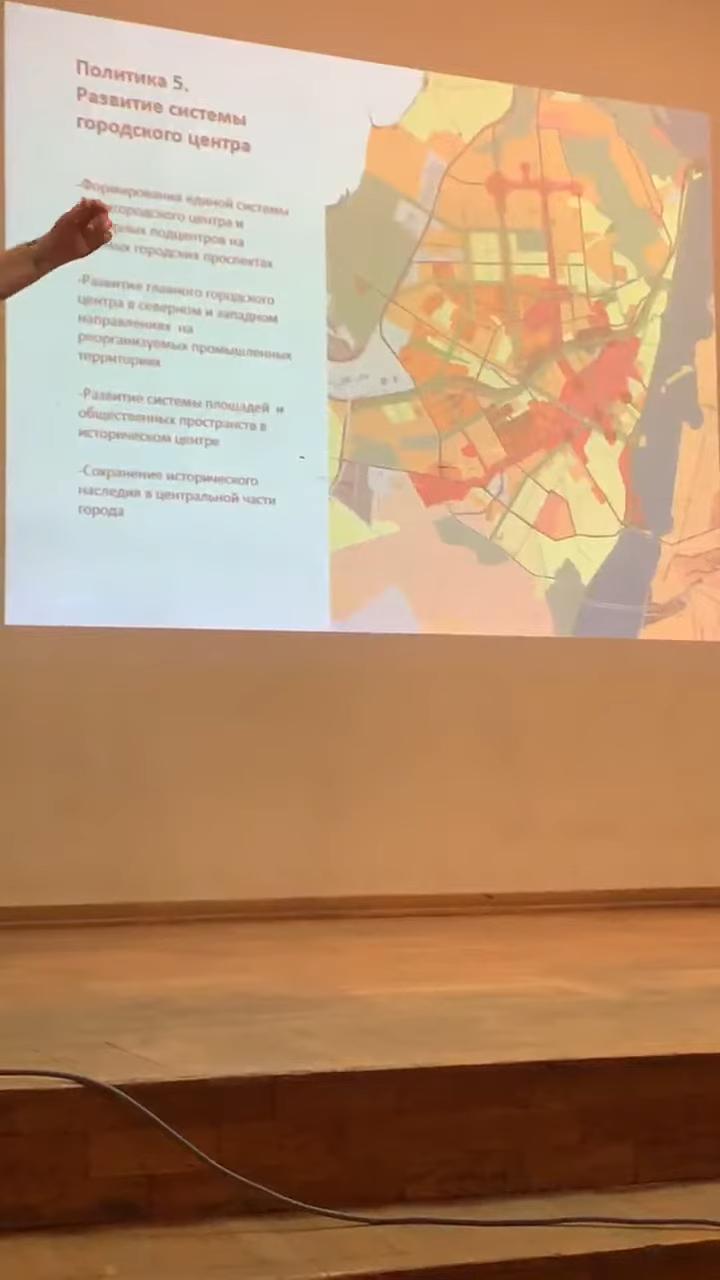 Политика 5.
Развитие системы
городского центра
-Формирование единой системы
городского центра и
подцентров на
городских проспектах
-Развитие главного городского
центра в северном и западном
направлениях на
реорганизуемых промышленных
территориях
-Развитие системы площадей и
общественных пространств в
историческом центре
-Сохранение исторического
наследия в центральной части
города